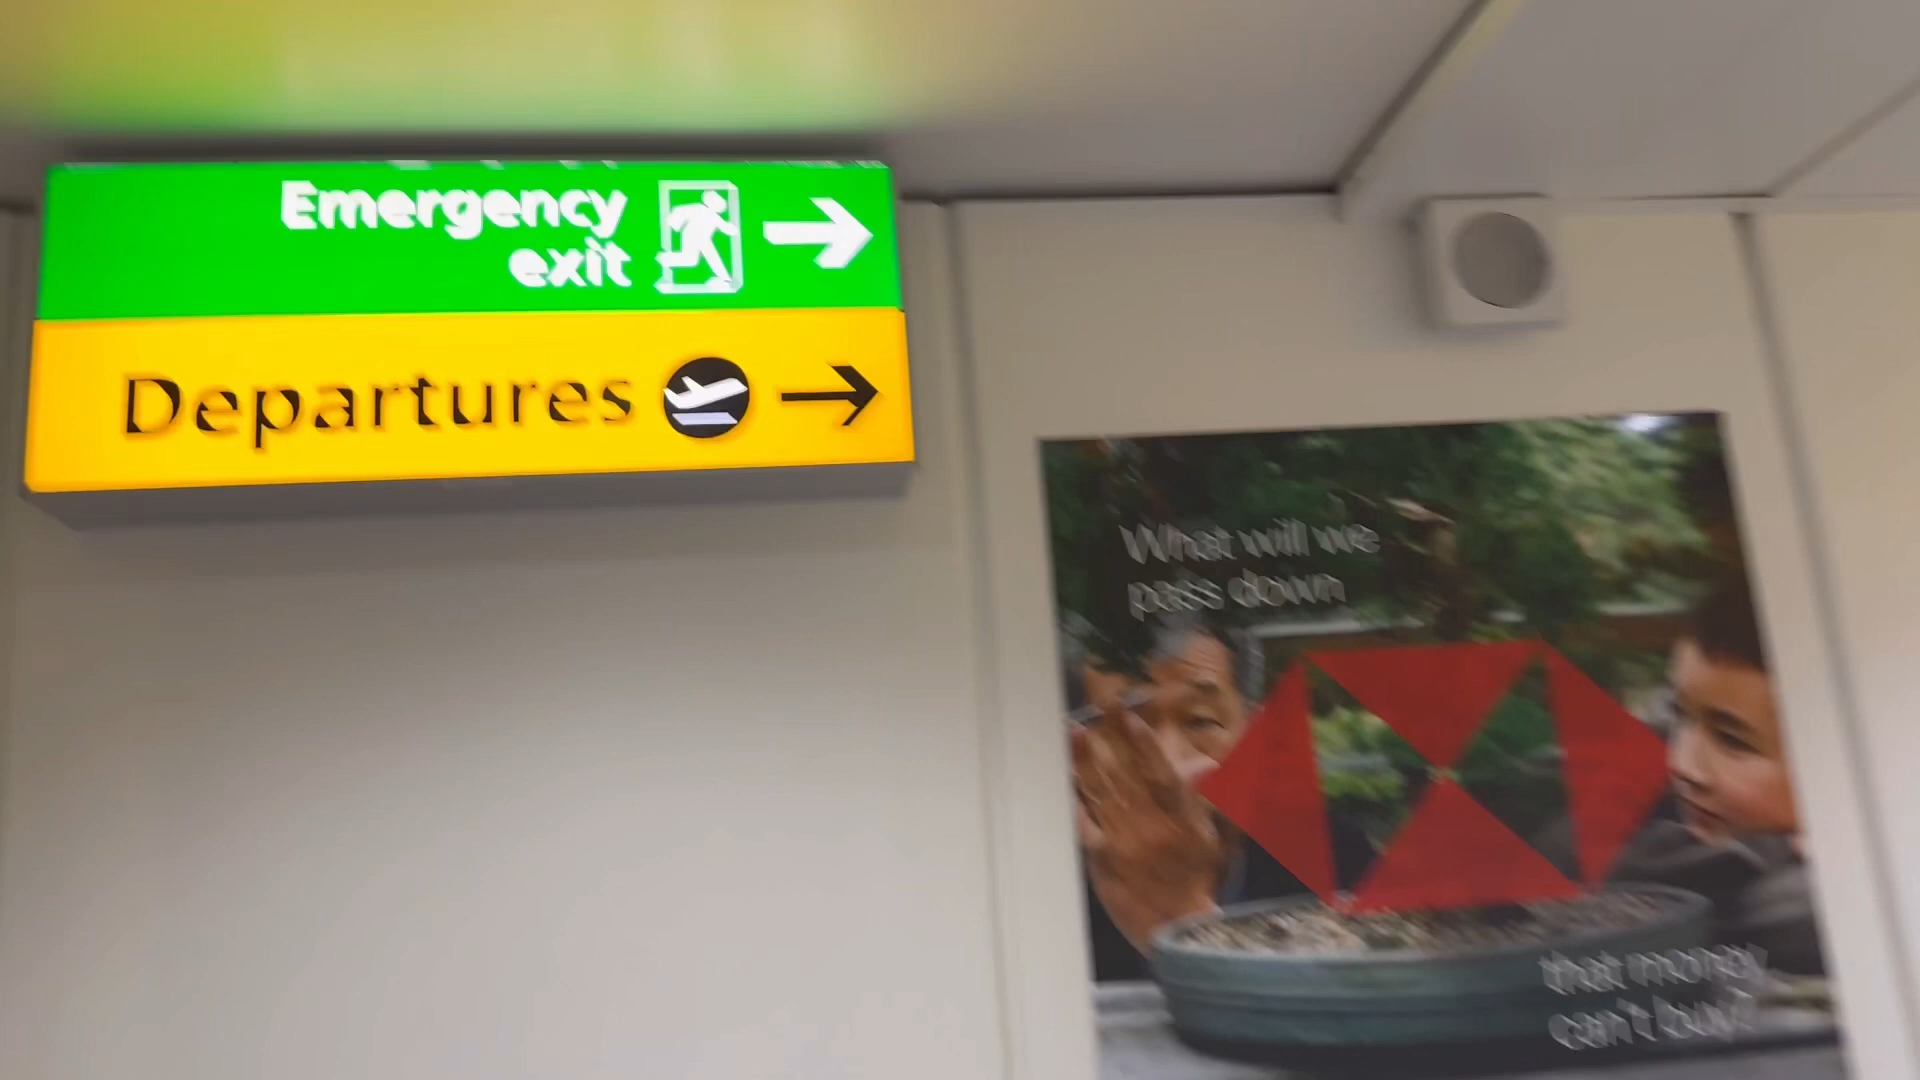 Emergency
exit
Departures
What will we
pass down
that money
can't buy?